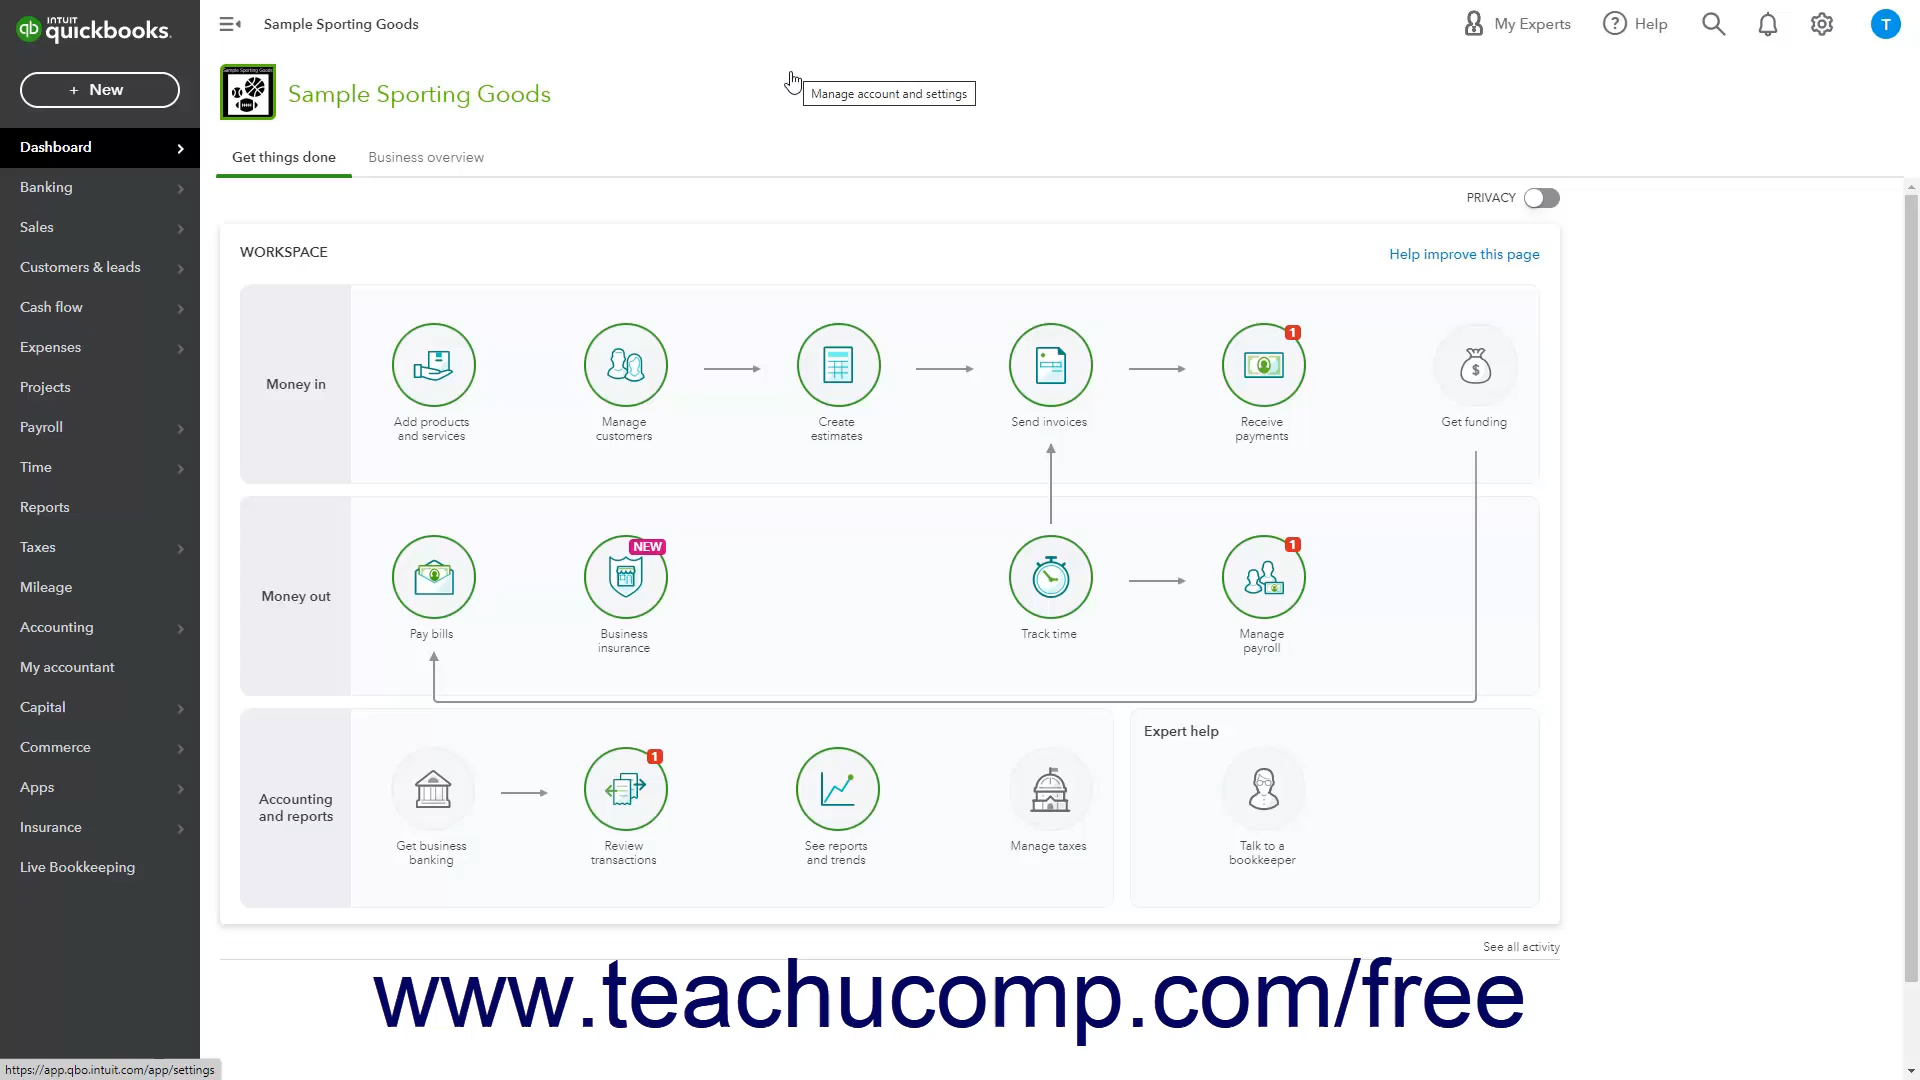 INTUIT
quickbooks.
qb
Sample Sporting Goods
My Experts
Help
T
+ New
Sample Sporting Goods
Sample Sporting Goods
Manage account and settings
Get things done
Business overview
PRIVACY
Dashboard
Banking
Sales
Customers & leads
Cash flow
Expenses
Projects
Payroll
Time
Reports
Taxes
Mileage
Accounting
My accountant
Capital
Commerce
Apps
Insurance
Live Bookkeeping
WORKSPACE
Help improve this page
Money in
Add products
and services
Manage
customers
Create
estimates
Send invoices
1
Receive
payments
Get funding
Money out
Pay bills
NEW
Business
insurance
Track time
1
Manage
payroll
Accounting
and reports
Get business
banking
1
Review
transactions
See reports
and trends
Manage taxes
Expert help
Talk to a
bookkeeper
See all activity
www.teachucomp.com/free
https://app.qbo.intuit.com/app/settings